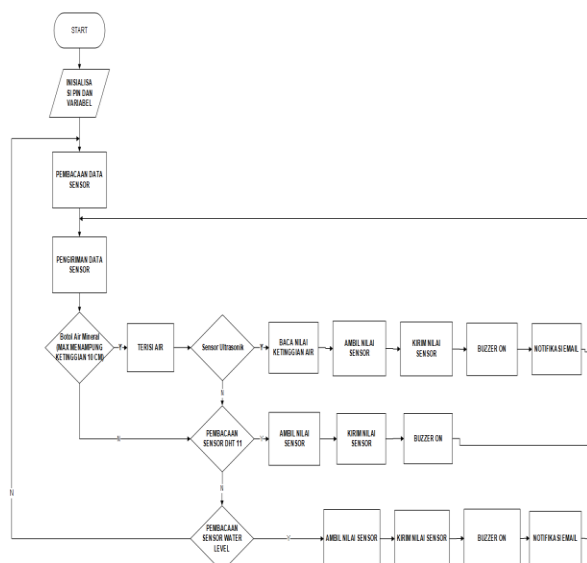 START
INISIALISA
SI PIN DAN
VARIABEL
PEMBACAAN DATA
SENSOR
PENGIRIMAN DATA
SENSOR
Botol Air Mineral
(MAX MENAMPUNG
KETINGGIAN 10 CM)
Y
TERISI AIR
Sensor Ultrasonik
Y
BACA NILAI
KETINGGIAN AIR
AMBIL NILAI
SENSOR
KIRIM NILAI
SENSOR
BUZZER ON
NOTIFIKASI EMAIL
N
N
PEMBACAAN
SENSOR DHT 11
Y
AMBIL NILAI
SENSOR
KIRIM NILAI
SENSOR
BUZZER ON
N
N
PEMBACAAN
SENSOR WATER
LEVEL
Y
AMBIL NILAI SENSOR
KIRIM NILAI SENSOR
BUZZER ON
NOTIFIKASI EMAIL